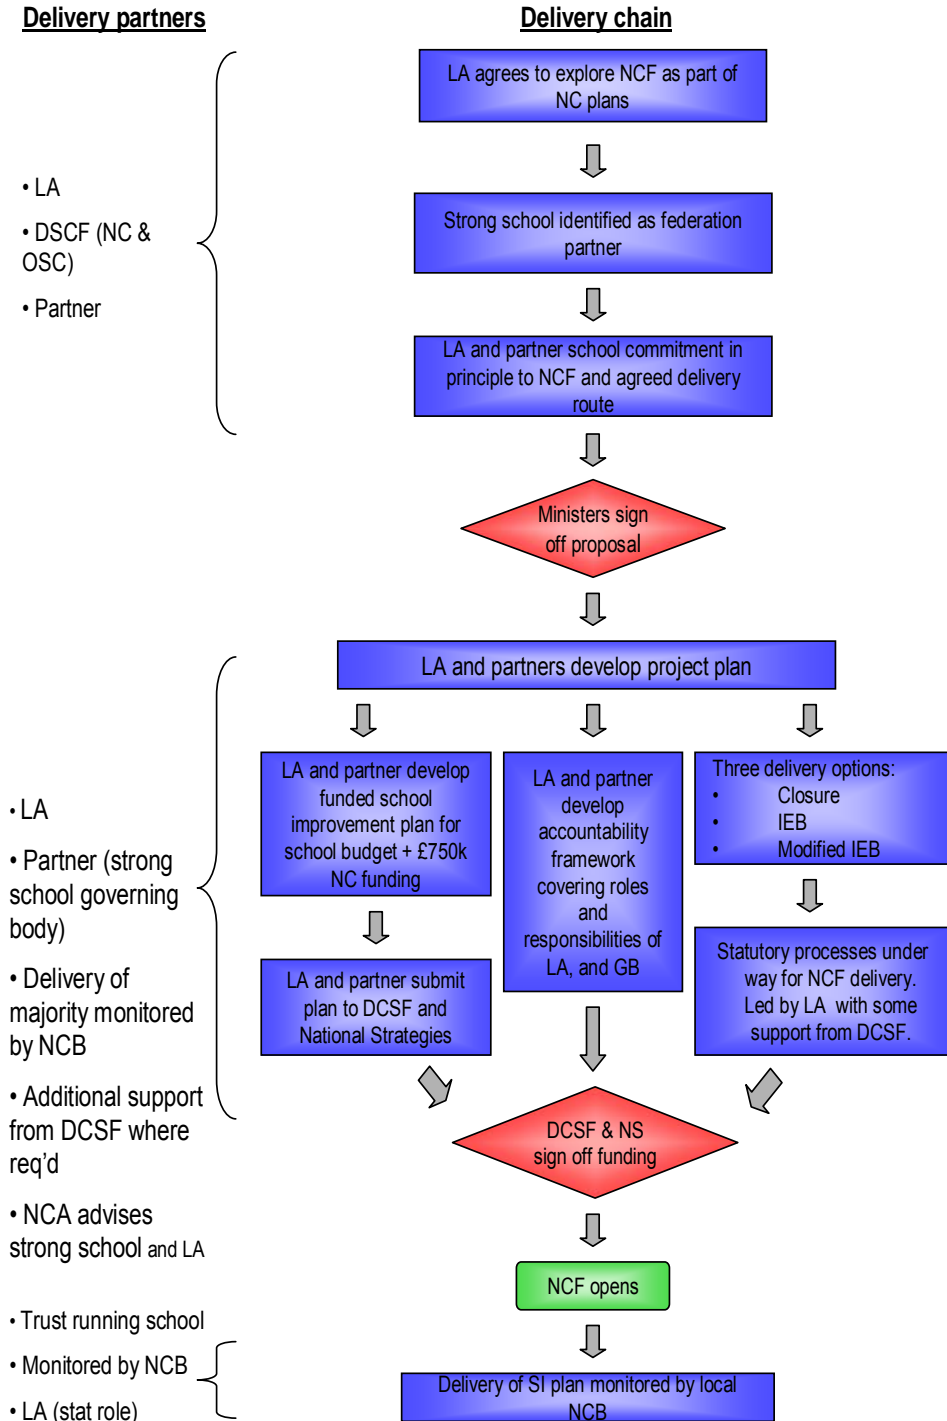 Delivery partners
Delivery chain
LA agrees to explore NCF as part of
NC plans
• LA
• DSCF (NC &
OSC)
• Partner
Strong school identified as federation
partner
LA and partner school commitment in
principle to NCF and agreed delivery
route
Ministers sign
off proposal
LA and partners develop project plan
• LA
• Partner (strong
school governing
body)
• Delivery of
majority monitored
by NCB
• Additional support
from DCSF where
req'd
• NCA advises
strong school and LA
LA and partner develop
funded school
improvement plan for
school budget + £750k
NC funding
LA and partner
develop
accountability
framework
covering roles
and
responsibilities of
LA, and GB
Three delivery options:
• Closure
• IEB
• Modified IEB
LA and partner submit
plan to DCSF and
National Strategies
Statutory processes under
way for NCF delivery.
Led by LA with some
support from DCSF.
DCSF & NS
sign off funding
NCF opens
• Trust running school
• Monitored by NCB
• LA (stat role)
Delivery of SI plan monitored by local
NCB